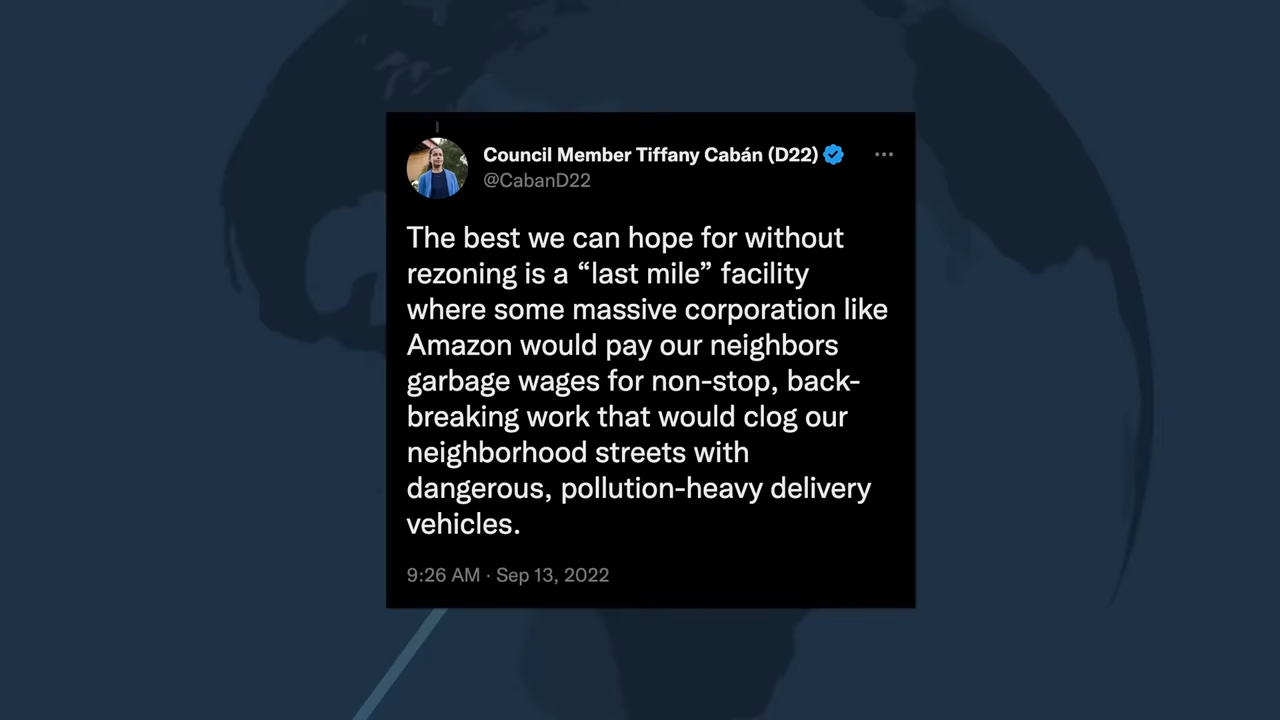 Council Member Tiffany Cabán (D22)
@CabanD22
The best we can hope for without
rezoning is a “last mile” facility
where some massive corporation like
Amazon would pay our neighbors
garbage wages for non-stop, back-
breaking work that would clog our
neighborhood streets with
dangerous, pollution-heavy delivery
vehicles.
9:26 AM · Sep 13, 2022